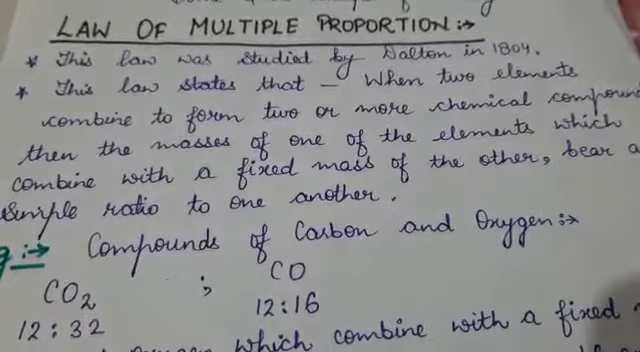 LAW OF MULTIPLE PROPORTION :→
* This law was studied by Dalton in 1804.
* This law states that – When two elements
combine to form two or more chemical compoun
then the masses of one of the elements which
combine with a fixed mass of the other, bear a
simple ratio to one another.
:→ Compounds of Carbon and Oxygen :→
CO₂ ; CO
12 : 32 12 : 16
which combine with a fixed